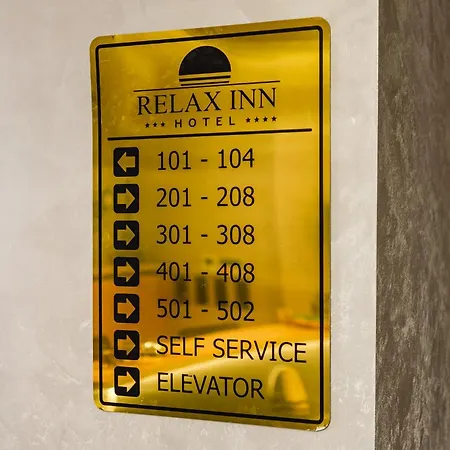 RELAX INN
*** HOTEL ****
← 101 - 104
→ 201 - 208
→ 301 - 308
→ 401 - 408
→ 501 - 502
→ SELF SERVICE
→ ELEVATOR